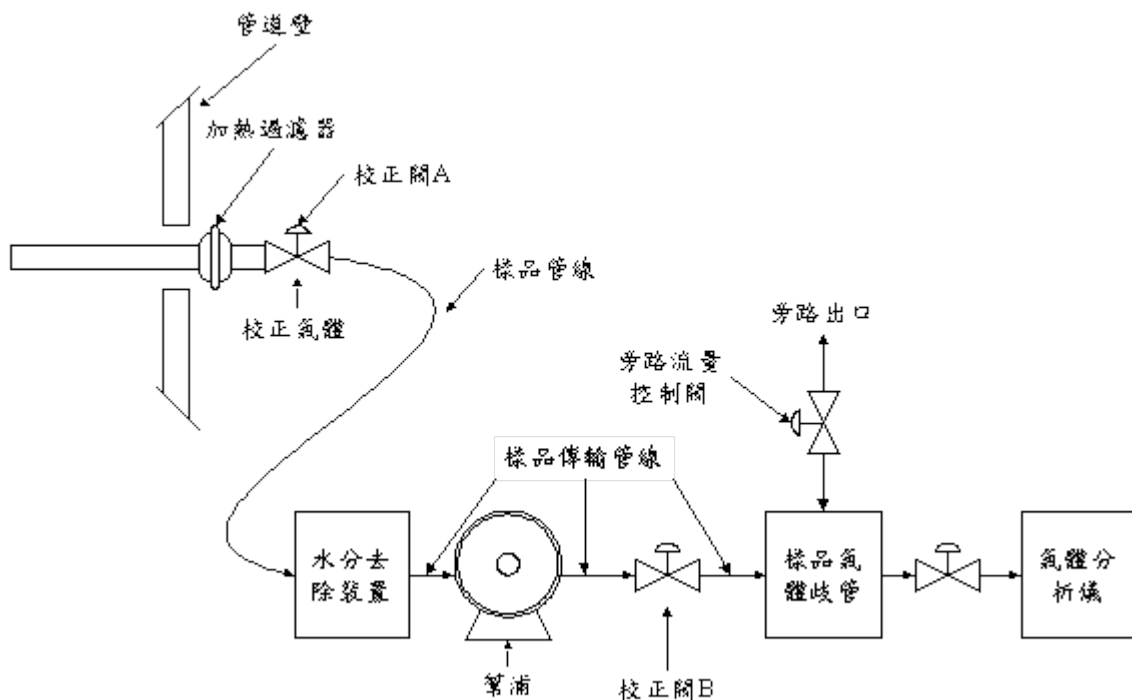 管道壁
加熱過濾器
校正閥A
樣品管線
校正氣體
旁路出口
旁路流量
控制閥
樣品傳輸管線
水分去
除裝置
樣品氣
體歧管
氣體分
析儀
幫浦
校正閥B